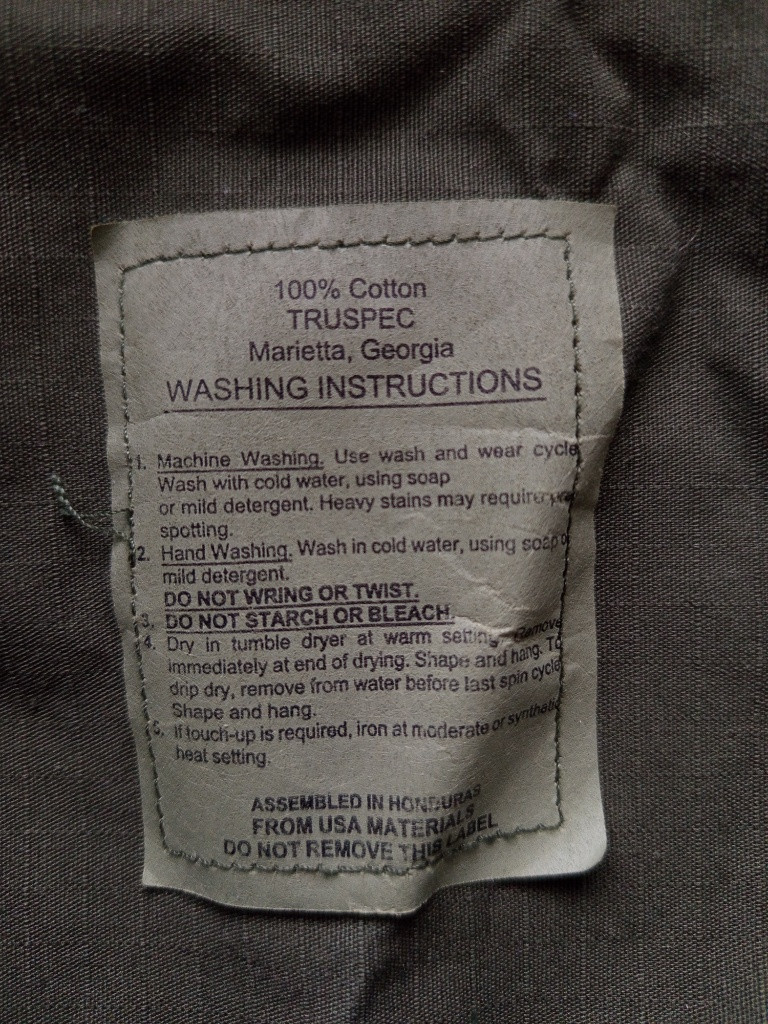 100% Cotton
TRUSPEC
Marietta, Georgia
WASHING INSTRUCTIONS
1. Machine Washing. Use wash and wear cycle
Wash with cold water, using soap
or mild detergent. Heavy stains may require
spotting.
2. Hand Washing. Wash in cold water, using soap
mild detergent.
DO NOT WRING OR TWIST.
3. DO NOT STARCH OR BLEACH.
4. Dry in tumble dryer at warm setting. Remove
immediately at end of drying. Shape and hang. To
drip dry, remove from water before last spin cycle
Shape and hang.
5. If touch-up is required, iron at moderate or synthetic
heat setting.
ASSEMBLED IN HONDURAS
FROM USA MATERIALS
DO NOT REMOVE THIS LABEL